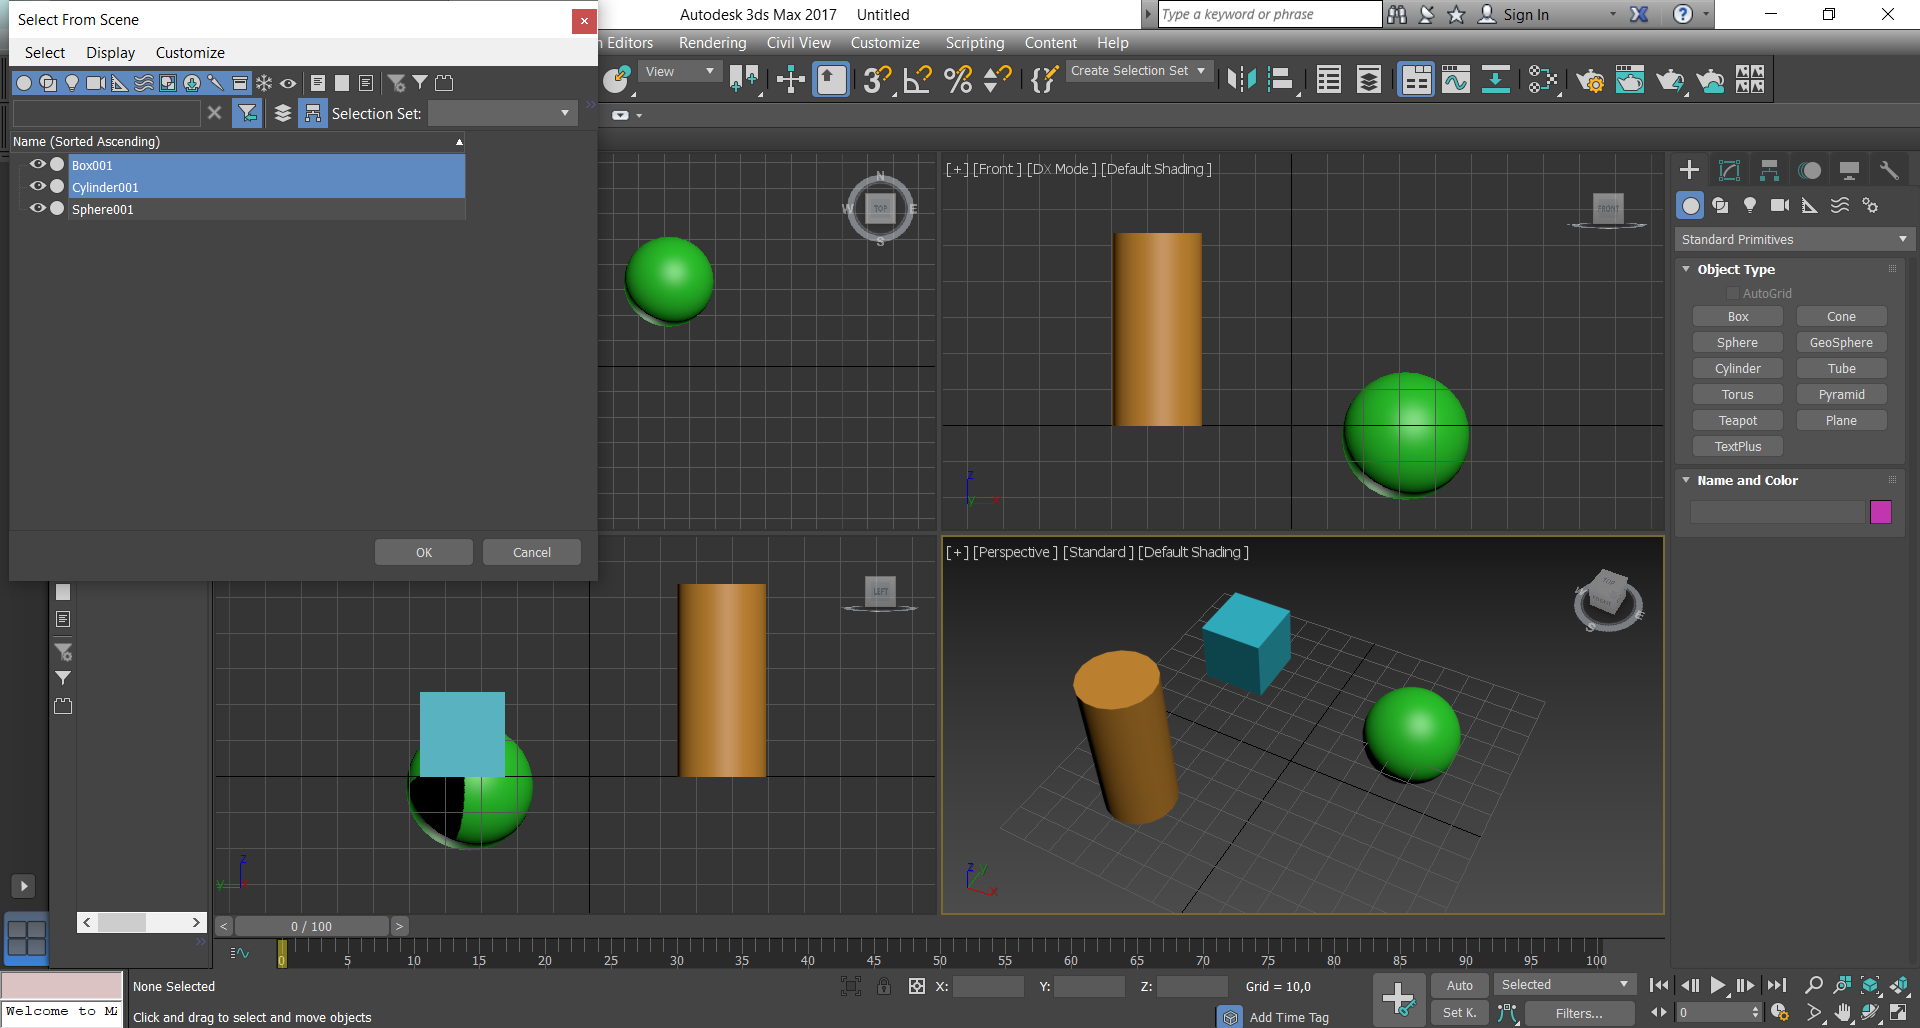 Select From Scene
Autodesk 3ds Max 2017 Untitled
Type a keyword or phrase
Sign In
Select Display Customize
Editors Rendering Civil View Customize Scripting Content Help
View
Create Selection Set
Selection Set:
Name (Sorted Ascending)
Box001
Cylinder001
Sphere001
OK
Cancel
N
W
E
S
TOP
[+] [Front ] [DX Mode ] [Default Shading ]
FRONT
z
y
x
Standard Primitives
Object Type
AutoGrid
Box Cone
Sphere GeoSphere
Cylinder Tube
Torus Pyramid
Teapot Plane
TextPlus
Name and Color
LEFT
z
y
[+] [Perspective ] [Standard ] [Default Shading ]
TOP
W
E
S
z
y
x
< 0 / 100 >
0 5 10 15 20 25 30 35 40 45 50 55 60 65 70 75 80 85 90 95 100
None Selected
X:
Y:
Z:
Grid = 10,0
Auto
Selected
Welcome to
Click and drag to select and move objects
Add Time Tag
Set K.
Filters...
0